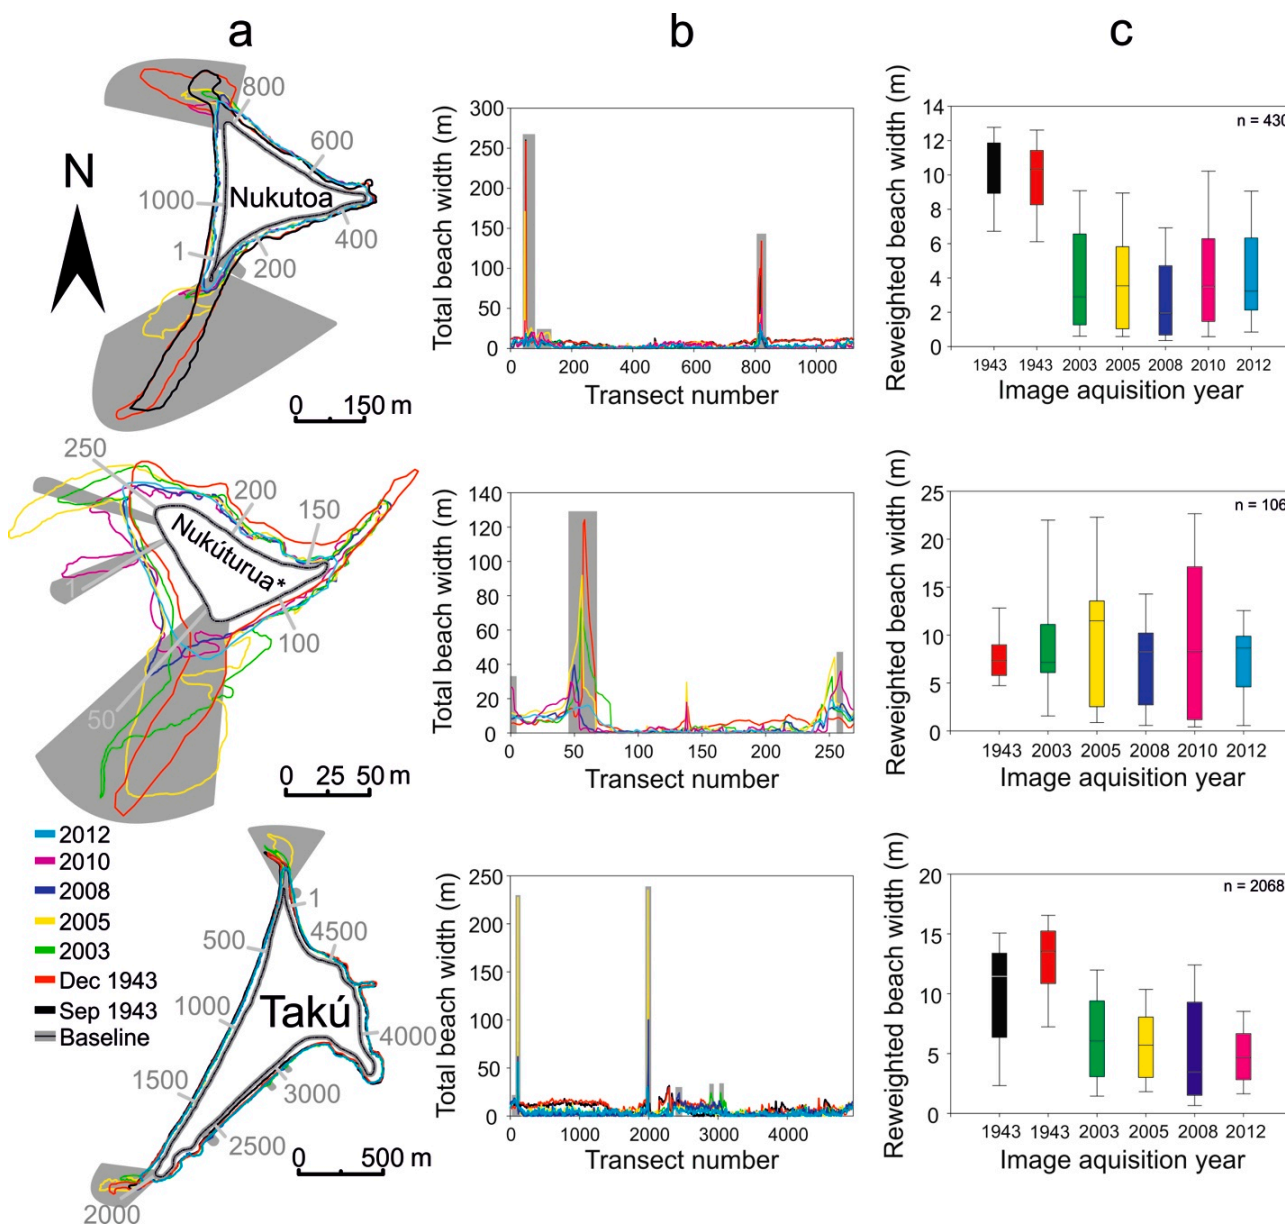 a
b
c
N
800
600
Nukutoa
1000
400
1
200
0 150 m
Total beach width (m)
300
250
200
150
100
50
0
0 200 400 600 800 1000
Transect number
Reweighted beach width (m)
14
12
10
8
6
4
2
0
n = 430
1943 1943 2003 2005 2008 2010 2012
Image aquisition year
250
200
150
Nukúturua*
1
100
50
0 25 50 m
Total beach width (m)
140
120
100
80
60
40
20
0
0 50 100 150 200 250
Transect number
Reweighted beach width (m)
25
20
15
10
5
0
n = 106
1943 2003 2005 2008 2010 2012
Image aquisition year
2012
2010
2008
2005
2003
Dec 1943
Sep 1943
Baseline
1
500
4500
1000
Takú
4000
1500
3000
2500
2000
0 500 m
Total beach width (m)
250
200
150
100
50
0
0 1000 2000 3000 4000
Transect number
Reweighted beach width (m)
20
15
10
5
0
n = 2068
1943 1943 2003 2005 2008 2012
Image aquisition year